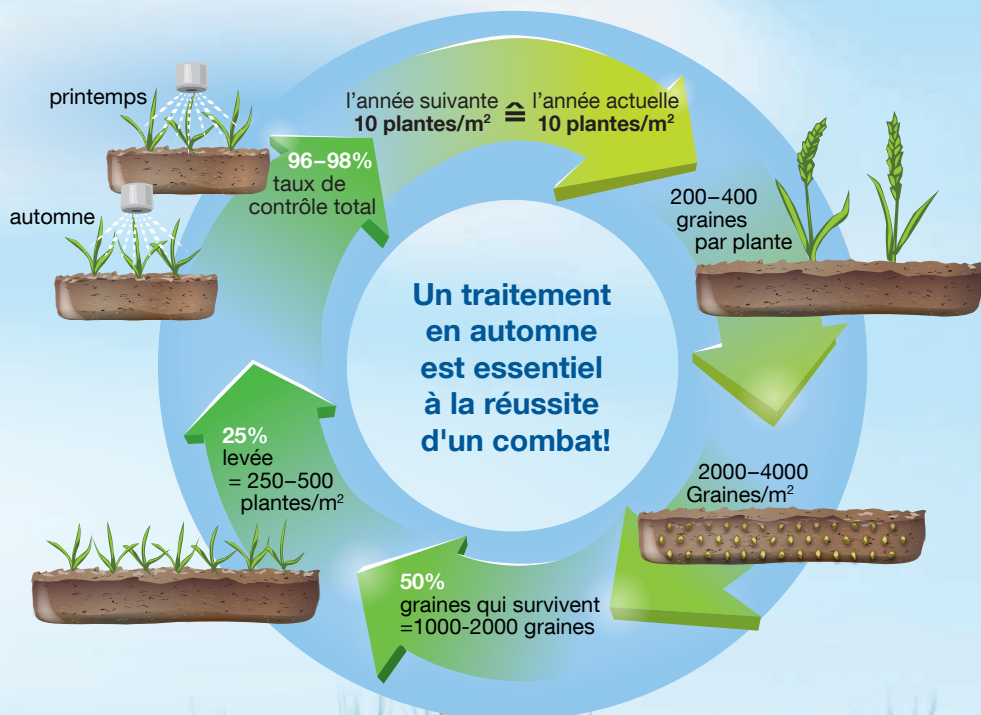 printemps
automne
96–98%
taux de
contrôle total
l'année suivante ≙ l'année actuelle
10 plantes/m² 10 plantes/m²
200–400
graines
par plante
2000–4000
Graines/m²
50%
graines qui survivent
=1000-2000 graines
25%
levée
= 250–500
plantes/m²
Un traitement
en automne
est essentiel
à la réussite
d'un combat!